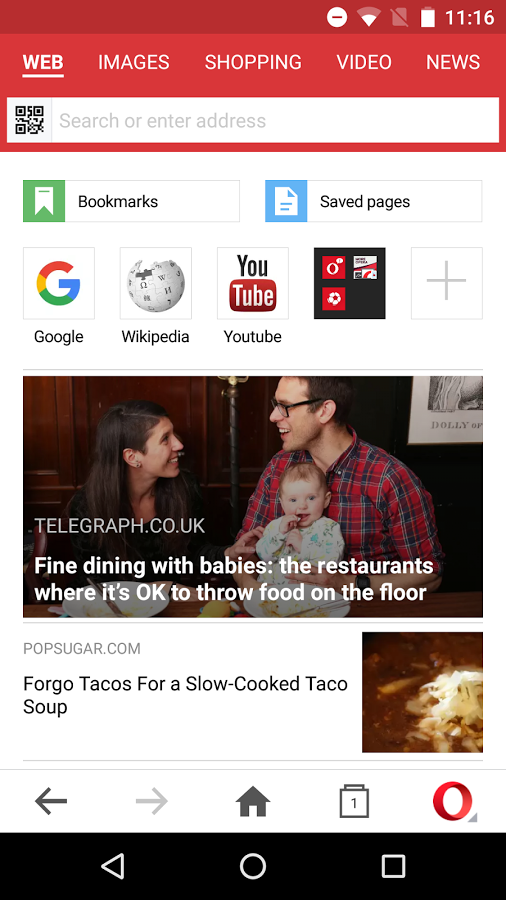 11:16
WEB IMAGES SHOPPING VIDEO NEWS
Search or enter address
Bookmarks Saved pages
You
Tube
Google Wikipedia Youtube
DOLLY
TELEGRAPH.CO.UK
Fine dining with babies: the restaurants
where it's OK to throw food on the floor
POPSUGAR.COM
Forgo Tacos For a Slow-Cooked Taco
Soup
1